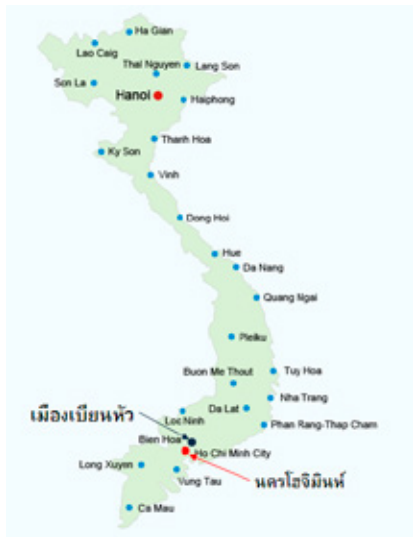 Ha Gian
Lao Caig
Thai Nguyen
Lang Son
Son La
Hanoi
Haiphong
Thanh Hoa
Ky Son
Vinh
Dong Hoi
Hue
Da Nang
Quang Ngai
Pleiku
Buon Me Thout
Tuy Hoa
Nha Trang
เมืองเบียนหัว
Da Lat
Loc Ninh
Phan Rang-Thap Cham
Bien Hoa
Ho Chi Minh City
Long Xuyen
Vung Tau
นครโฮจิมินห์
Ca Mau